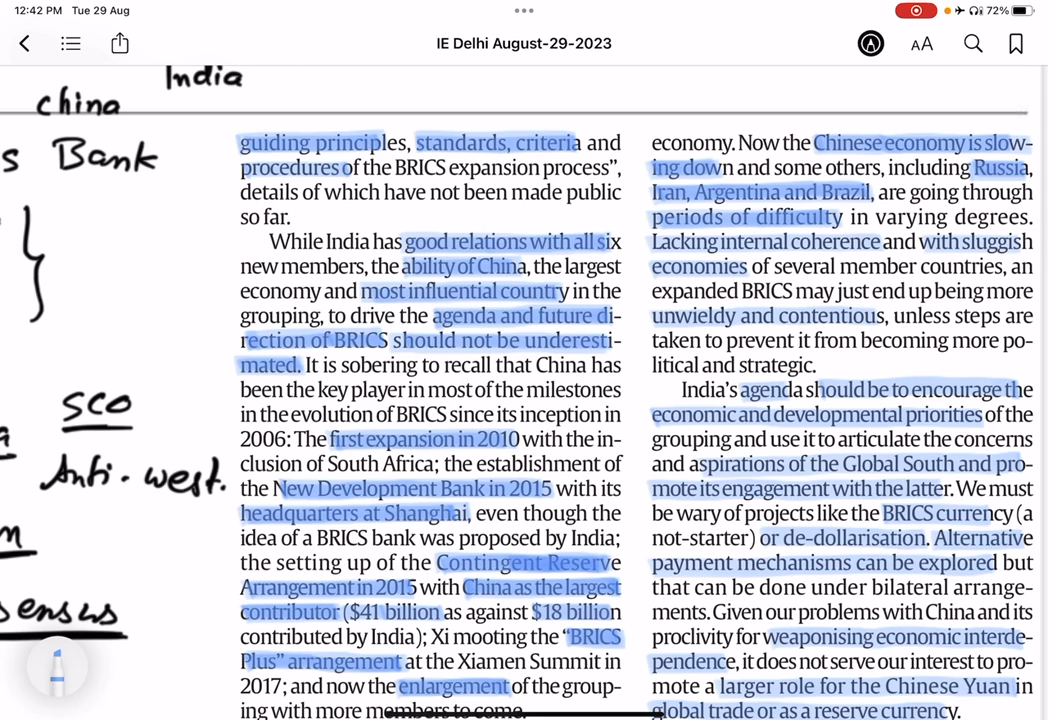 12:42 PM Tue 29 Aug
72%
IE Delhi August-29-2023
AA
India
china
s Bank
SCO
Anti-west.
ensus
guiding principles, standards, criteria and
procedures of the BRICS expansion process”,
details of which have not been made public
so far.
While India has good relations with all six
new members, the ability of China, the largest
economy and most influential country in the
grouping, to drive the agenda and future di-
rection of BRICS should not be underesti-
mated. It is sobering to recall that China has
been the key player in most of the milestones
in the evolution of BRICS since its inception in
2006: The first expansion in 2010 with the in-
clusion of South Africa; the establishment of
the New Development Bank in 2015 with its
headquarters at Shanghai, even though the
idea of a BRICS bank was proposed by India;
the setting up of the Contingent Reserve
Arrangement in 2015 with China as the largest
contributor ($41 billion as against $18 billion
contributed by India); Xi mooting the “BRICS
Plus” arrangement at the Xiamen Summit in
2017; and now the enlargement of the group-
ing with more members to come.
economy. Now the Chinese economy is slow-
ing down and some others, including Russia,
Iran, Argentina and Brazil, are going through
periods of difficulty in varying degrees.
Lacking internal coherence and with sluggish
economies of several member countries, an
expanded BRICS may just end up being more
unwieldy and contentious, unless steps are
taken to prevent it from becoming more po-
litical and strategic.
India’s agenda should be to encourage the
economic and developmental priorities of the
grouping and use it to articulate the concerns
and aspirations of the Global South and pro-
mote its engagement with the latter. We must
be wary of projects like the BRICS currency (a
not-starter) or de-dollarisation. Alternative
payment mechanisms can be explored but
that can be done under bilateral arrange-
ments. Given our problems with China and its
proclivity for weaponising economic interde-
pendence, it does not serve our interest to pro-
mote a larger role for the Chinese Yuan in
global trade or as a reserve currency.